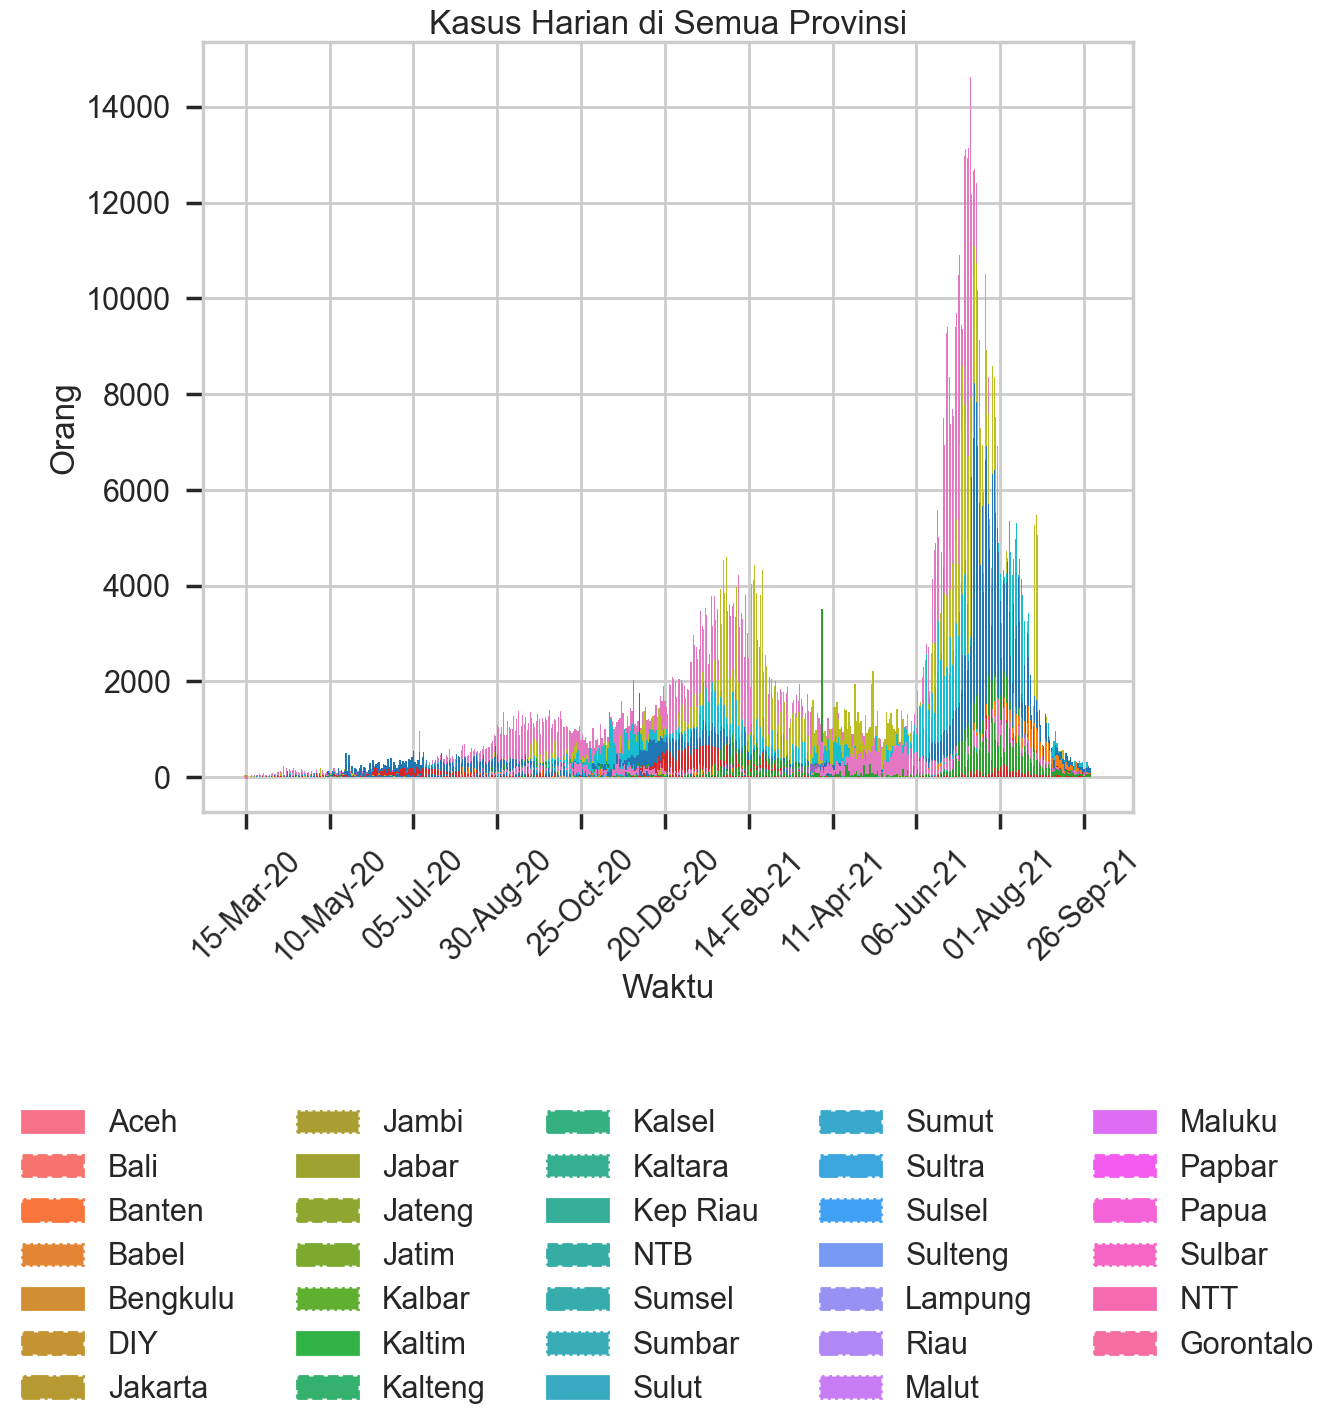 Kasus Harian di Semua Provinsi
14000
12000
10000
8000
6000
4000
2000
0
Orang
15-Mar-20
10-May-20
05-Jul-20
30-Aug-20
25-Oct-20
20-Dec-20
14-Feb-21
11-Apr-21
06-Jun-21
01-Aug-21
26-Sep-21
Waktu
Aceh
Bali
Banten
Babel
Bengkulu
DIY
Jakarta
Jambi
Jabar
Jateng
Jatim
Kalbar
Kaltim
Kalteng
Kalsel
Kaltara
Kep Riau
NTB
Sumsel
Sumbar
Sulut
Sumut
Sultra
Sulsel
Sulteng
Lampung
Riau
Malut
Maluku
Papbar
Papua
Sulbar
NTT
Gorontalo